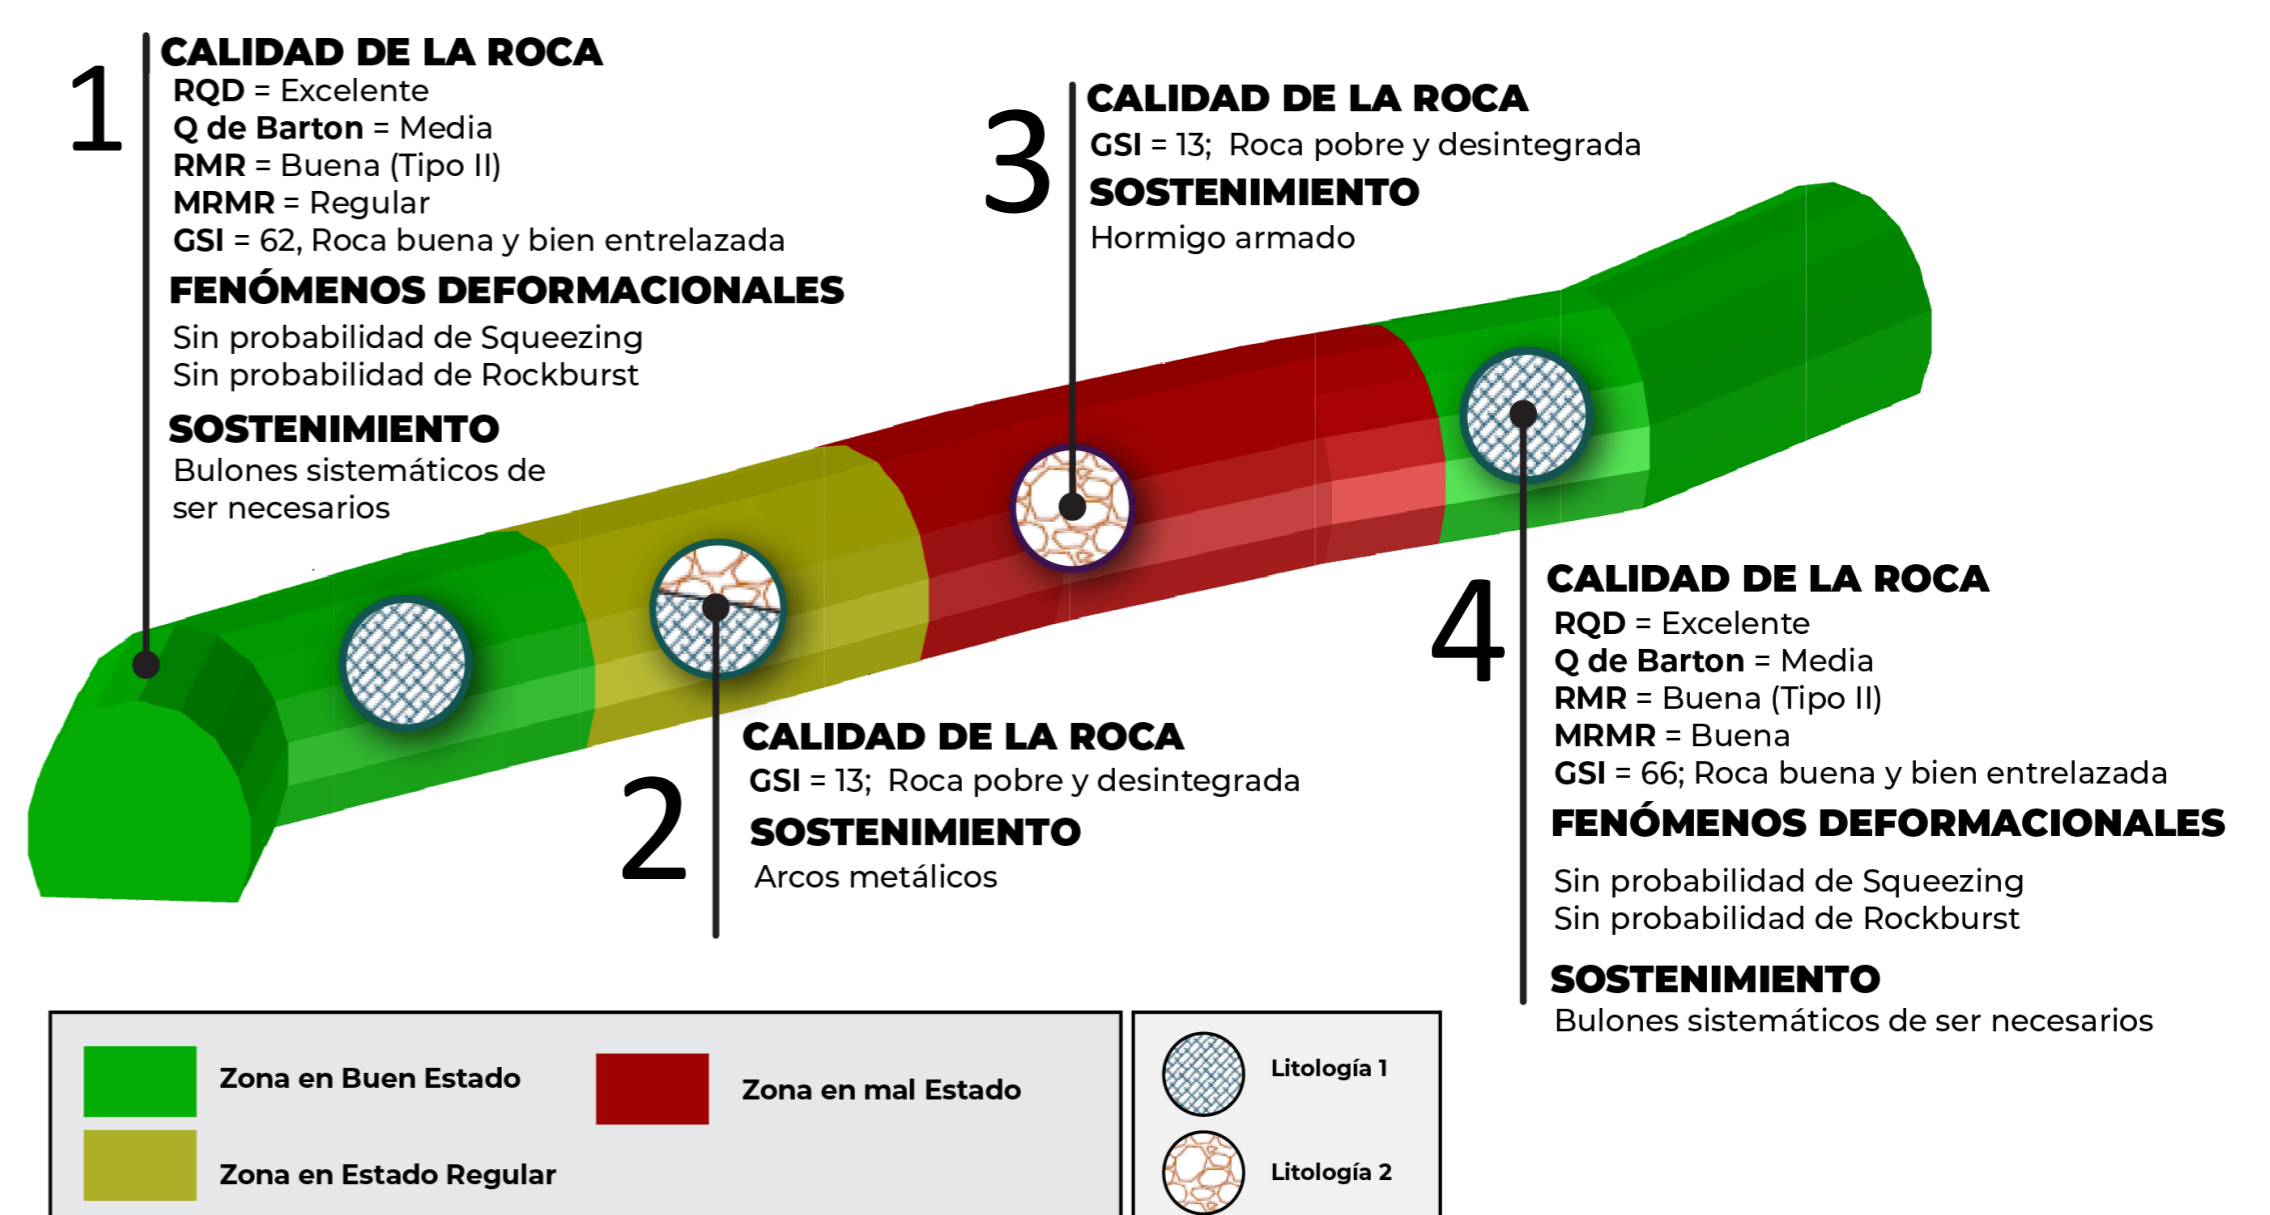 1
CALIDAD DE LA ROCA
RQD = Excelente
Q de Barton = Media
RMR = Buena (Tipo II)
MRMR = Regular
GSI = 62, Roca buena y bien entrelazada
FENÓMENOS DEFORMACIONALES
Sin probabilidad de Squeezing
Sin probabilidad de Rockburst
SOSTENIMIENTO
Bulones sistemáticos de
ser necesarios
3
CALIDAD DE LA ROCA
GSI = 13; Roca pobre y desintegrada
SOSTENIMIENTO
Hormigo armado
2
CALIDAD DE LA ROCA
GSI = 13; Roca pobre y desintegrada
SOSTENIMIENTO
Arcos metálicos
4
CALIDAD DE LA ROCA
RQD = Excelente
Q de Barton = Media
RMR = Buena (Tipo II)
MRMR = Buena
GSI = 66; Roca buena y bien entrelazada
FENÓMENOS DEFORMACIONALES
Sin probabilidad de Squeezing
Sin probabilidad de Rockburst
SOSTENIMIENTO
Bulones sistemáticos de ser necesarios
Zona en Buen Estado
Zona en mal Estado
Zona en Estado Regular
Litología 1
Litología 2